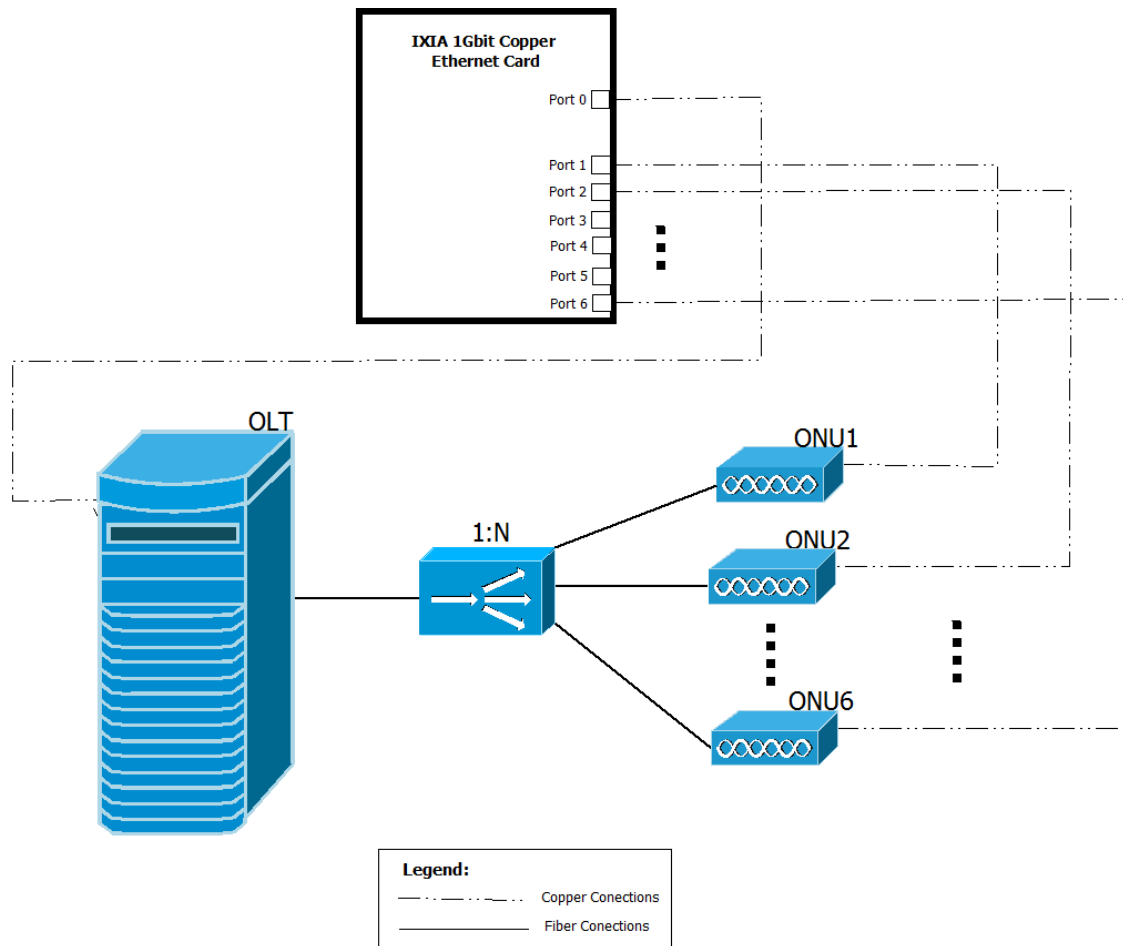 IXIA 1Gbit Copper
Ethernet Card
Port 0
Port 1
Port 2
Port 3
Port 4
Port 5
Port 6
OLT
1:N
ONU1
ONU2
ONU6
Legend:
Copper Conections
Fiber Conections